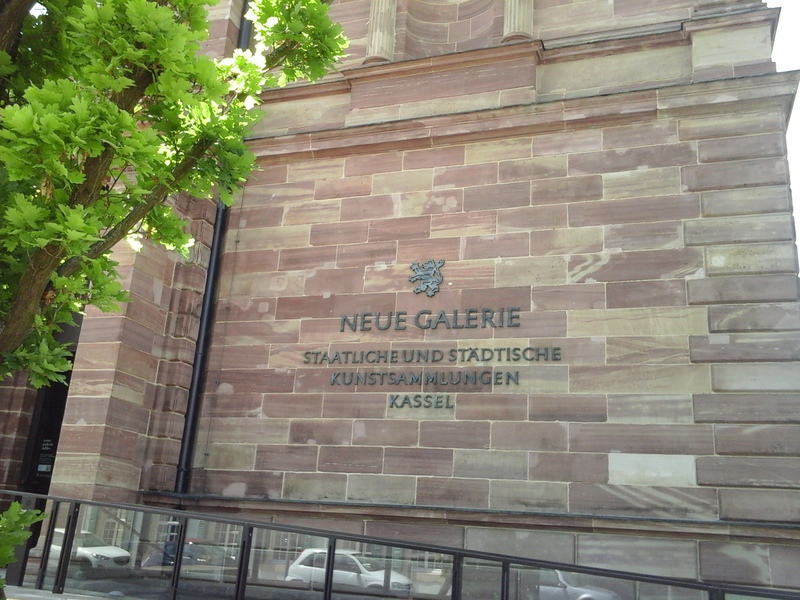 NEUE GALERIE
STAATLICHE UND STÄDTISCHE
KUNSTSAMMLUNGEN
KASSEL